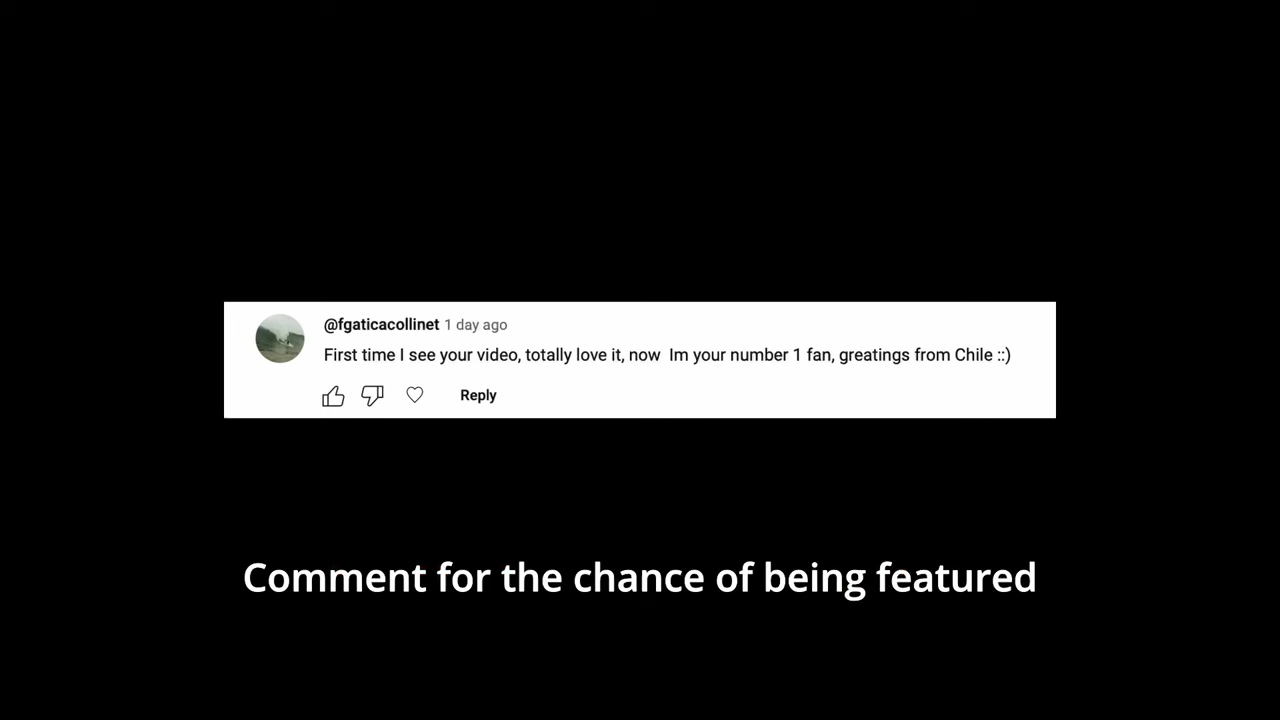 @fgaticacollinet 1 day ago
First time I see your video, totally love it, now  Im your number 1 fan, greatings from Chile ::)
Reply
Comment for the chance of being featured